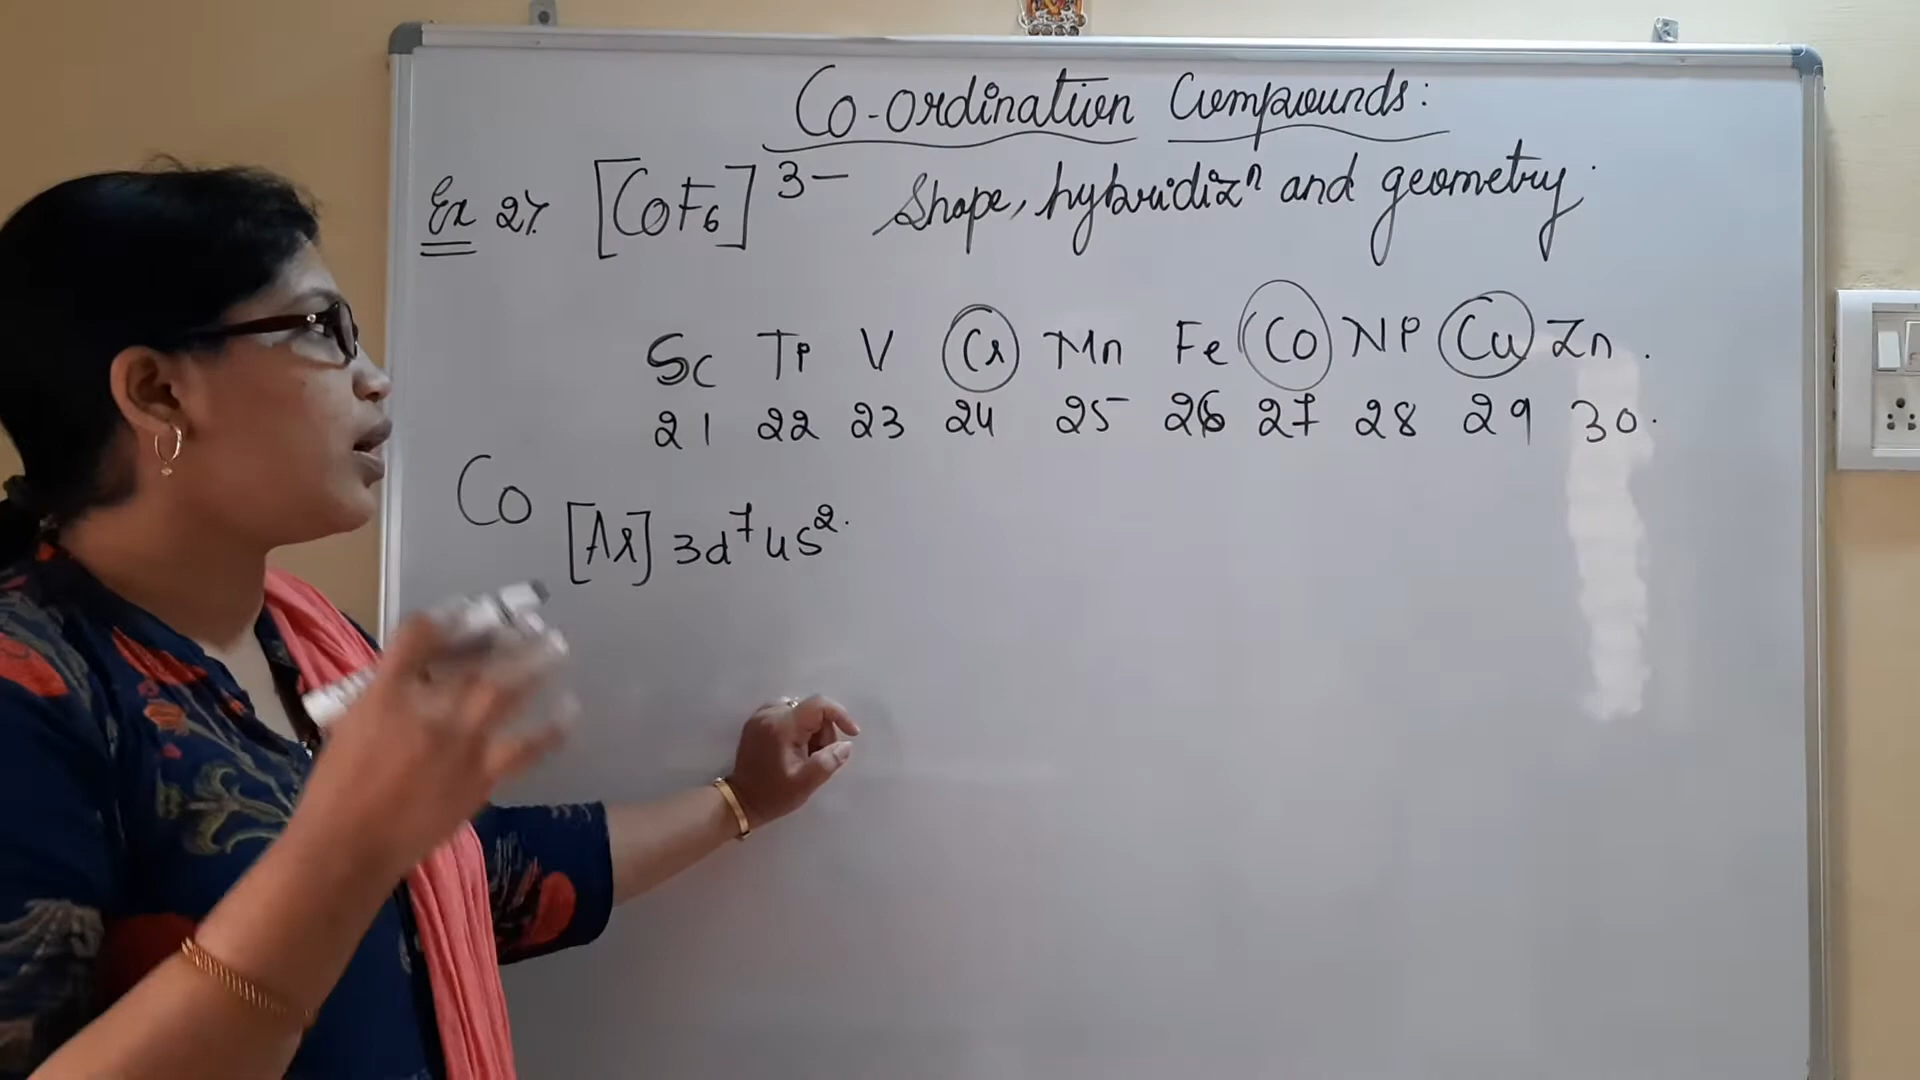 Co-ordination Compounds:
Ex 2): [CoF₆]³⁻ Shape, hybridizⁿ and geometry.
Sc Ti V Cr Mn Fe Co Ni Cu Zn.
21 22 23 24 25 26 27 28 29 30.
Co [Ar] 3d⁷ 4s².